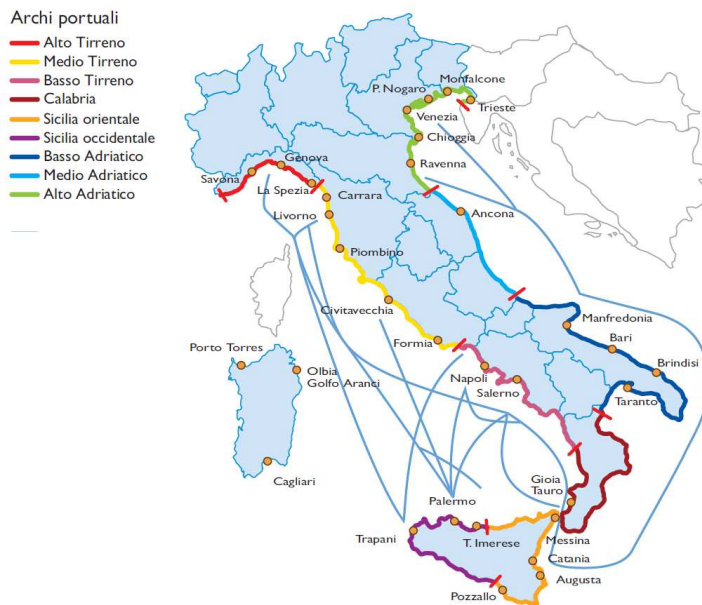 Archi portuali
Alto Tirreno
Medio Tirreno
Basso Tirreno
Calabria
Sicilia orientale
Sicilia occidentale
Basso Adriatico
Medio Adriatico
Alto Adriatico
Monfalcone
P. Nogaro
Trieste
Venezia
Chioggia
Genova
Ravenna
Savona
La Spezia
Carrara
Livorno
Ancona
Piombino
Civitavecchia
Manfredonia
Formia
Bari
Porto Torres
Olbia
Golfo Aranci
Napoli
Brindisi
Salerno
Taranto
Cagliari
Gioia
Tauro
Palermo
Trapani
T. Imerese
Messina
Catania
Augusta
Pozzallo